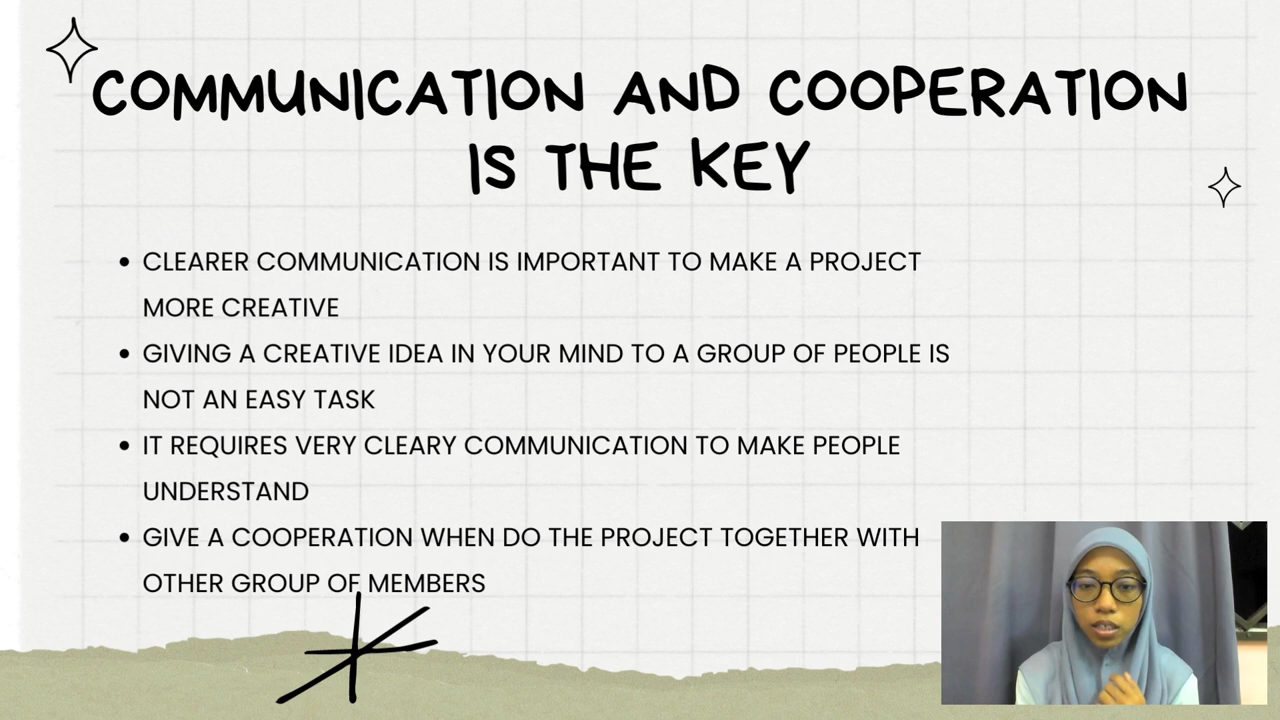 COMMUNICATION AND COOPERATION
IS THE KEY
• CLEARER COMMUNICATION IS IMPORTANT TO MAKE A PROJECT
MORE CREATIVE
• GIVING A CREATIVE IDEA IN YOUR MIND TO A GROUP OF PEOPLE IS
NOT AN EASY TASK
• IT REQUIRES VERY CLEARY COMMUNICATION TO MAKE PEOPLE
UNDERSTAND
• GIVE A COOPERATION WHEN DO THE PROJECT TOGETHER WITH
OTHER GROUP OF MEMBERS